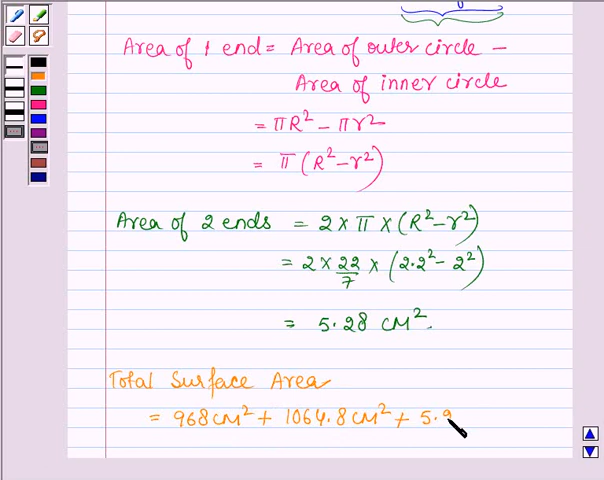 Area of 1 end = Area of outer circle -
Area of inner circle
= πR² - πr²
= π (R² - r²)
Area of 2 ends = 2 × π × (R² - r²)
= 2 × 22/7 × (2.2² - 2²)
= 5.28 cm².
Total Surface Area
= 968 cm² + 1064.8 cm² + 5.